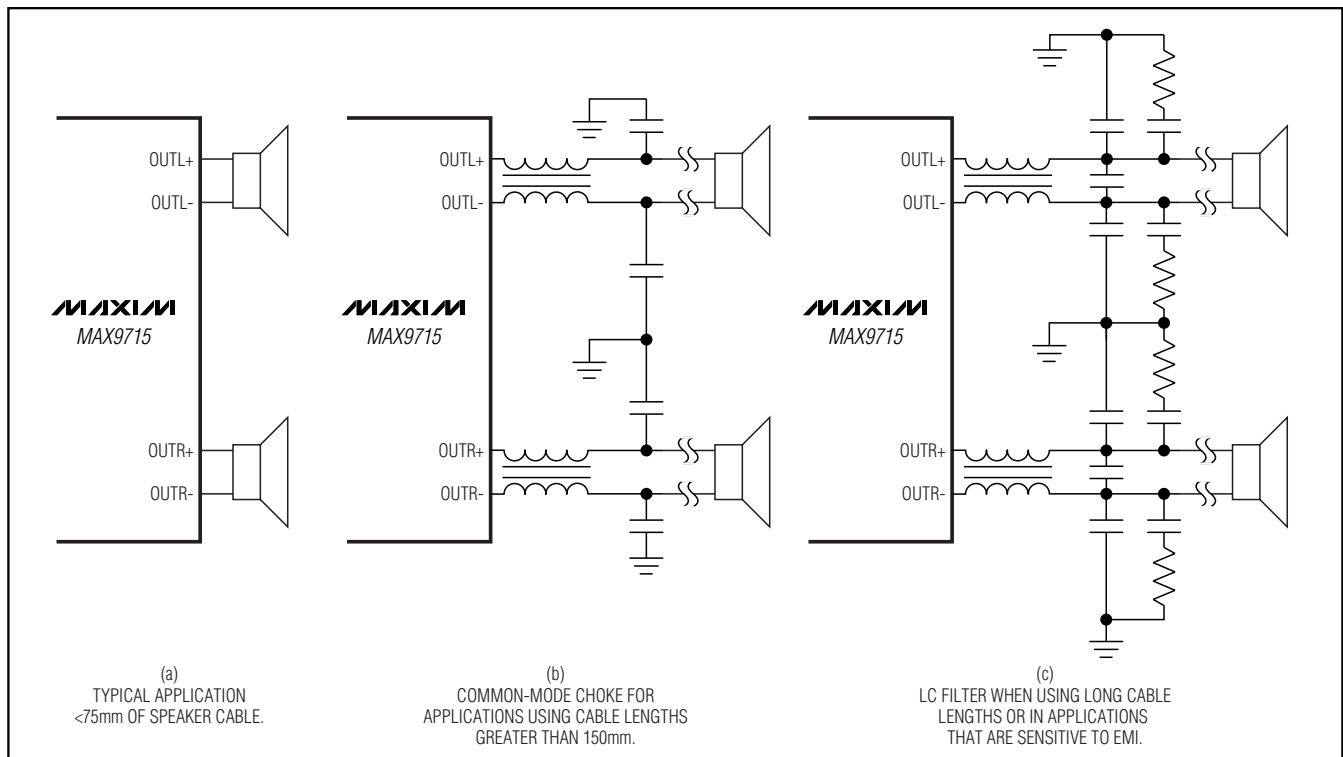 OUTL+
OUTL-
MAXIM
MAX9715
OUTR+
OUTR-
(a)
TYPICAL APPLICATION
<75mm OF SPEAKER CABLE.
OUTL+
OUTL-
MAXIM
MAX9715
OUTR+
OUTR-
(b)
COMMON-MODE CHOKE FOR
APPLICATIONS USING CABLE LENGTHS
GREATER THAN 150mm.
OUTL+
OUTL-
MAXIM
MAX9715
OUTR+
OUTR-
(c)
LC FILTER WHEN USING LONG CABLE
LENGTHS OR IN APPLICATIONS
THAT ARE SENSITIVE TO EMI.